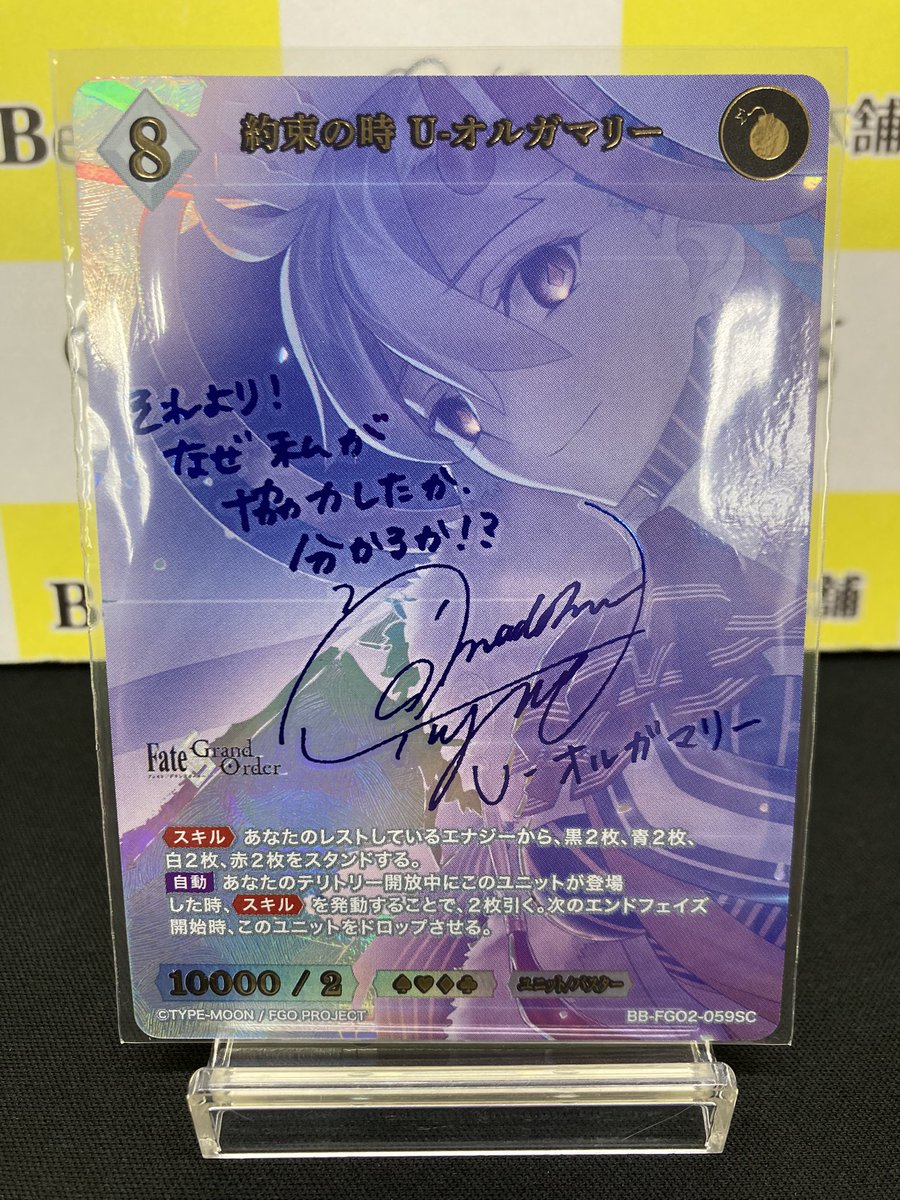 8
約束の時 U-オルガマリー
Be
舗
それより!
なぜ 私が
協力したか.
分かるか!?
U-オルガマリー
Fate Grand
Order
スキル あなたのレストしているエナジーから、黒2枚、青2枚、
白2枚、赤2枚をスタンドする。
自動 あなたのテリトリー開放中にこのユニットが登場
した時、スキル を発動することで、2枚引く。次のエンドフェイズ
開始時、このユニットをドロップさせる。
10000 / 2 ♠♥♦♣ ユニット/バスター
©TYPE-MOON / FGO PROJECT BB-FGO2-059SC
B
舗